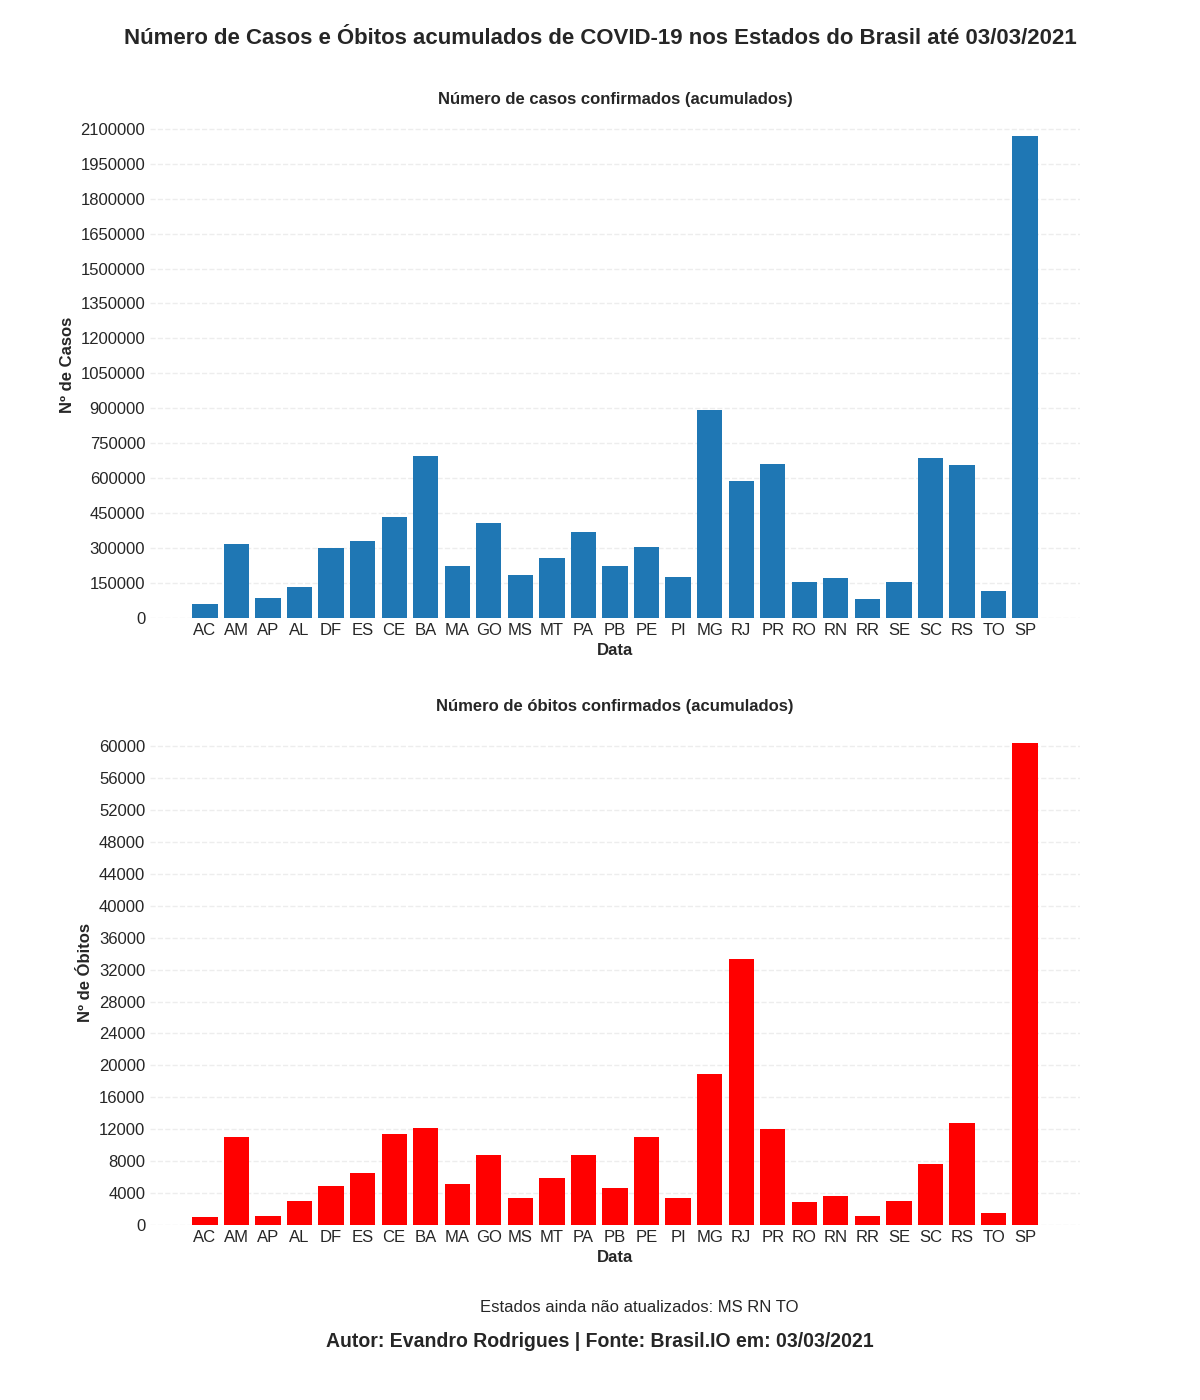 Número de Casos e Óbitos acumulados de COVID-19 nos Estados do Brasil até 03/03/2021
Número de casos confirmados (acumulados)
2100000
1950000
1800000
1650000
1500000
1350000
1200000
1050000
900000
750000
600000
450000
300000
150000
0
Nº de Casos
AC AM AP AL DF ES CE BA MA GO MS MT PA PB PE PI MG RJ PR RO RN RR SE SC RS TO SP
Data
Número de óbitos confirmados (acumulados)
60000
56000
52000
48000
44000
40000
36000
32000
28000
24000
20000
16000
12000
8000
4000
0
Nº de Óbitos
AC AM AP AL DF ES CE BA MA GO MS MT PA PB PE PI MG RJ PR RO RN RR SE SC RS TO SP
Data
Estados ainda não atualizados: MS RN TO
Autor: Evandro Rodrigues | Fonte: Brasil.IO em: 03/03/2021